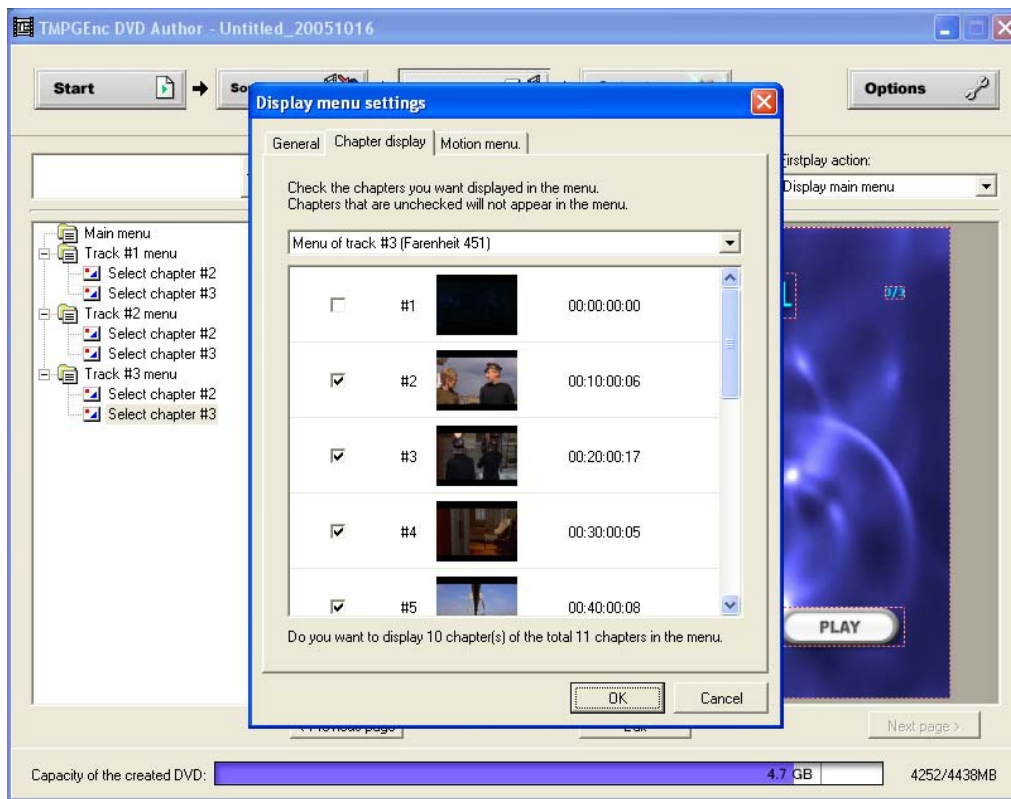 TMPGEnc DVD Author - Untitled_20051016
Start
Options
Display menu settings
General
Chapter display
Motion menu.
Check the chapters you want displayed in the menu.
Chapters that are unchecked will not appear in the menu.
Menu of track #3 (Farenheit 451)
#1 00:00:00:00
#2 00:10:00:06
#3 00:20:00:17
#4 00:30:00:05
#5 00:40:00:08
Do you want to display 10 chapter(s) of the total 11 chapters in the menu.
OK
Cancel
Firstplay action:
Display main menu
Main menu
Track #1 menu
Select chapter #2
Select chapter #3
Track #2 menu
Select chapter #2
Select chapter #3
Track #3 menu
Select chapter #2
Select chapter #3
3/3
PLAY
Next page >
Capacity of the created DVD:
4.7 GB
4252/4438MB